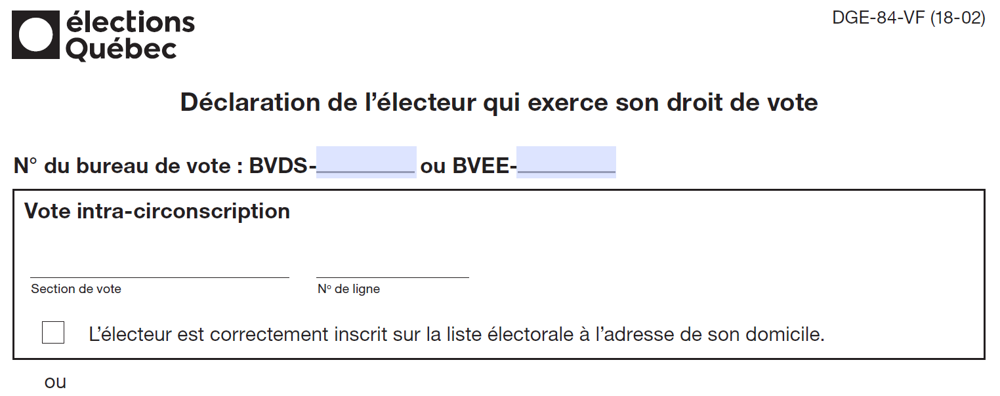 élections
Québec
DGE-84-VF (18-02)
Déclaration de l’électeur qui exerce son droit de vote
N° du bureau de vote : BVDS-________ ou BVEE-________
Vote intra-circonscription
Section de vote
Nº de ligne
L’électeur est correctement inscrit sur la liste électorale à l’adresse de son domicile.
ou